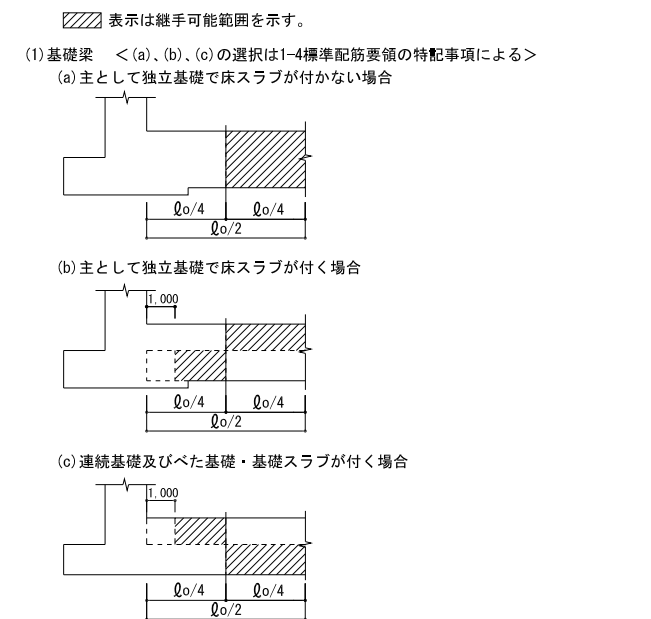 表示は継手可能範囲を示す。
(1)基礎梁 <(a)、(b)、(c)の選択は1-4標準配筋要領の特記事項による>
(a)主として独立基礎で床スラブが付かない場合
ℓo/4 ℓo/4
ℓo/2
(b)主として独立基礎で床スラブが付く場合
1,000
ℓo/4 ℓo/4
ℓo/2
(c)連続基礎及びべた基礎・基礎スラブが付く場合
1,000
ℓo/4 ℓo/4
ℓo/2